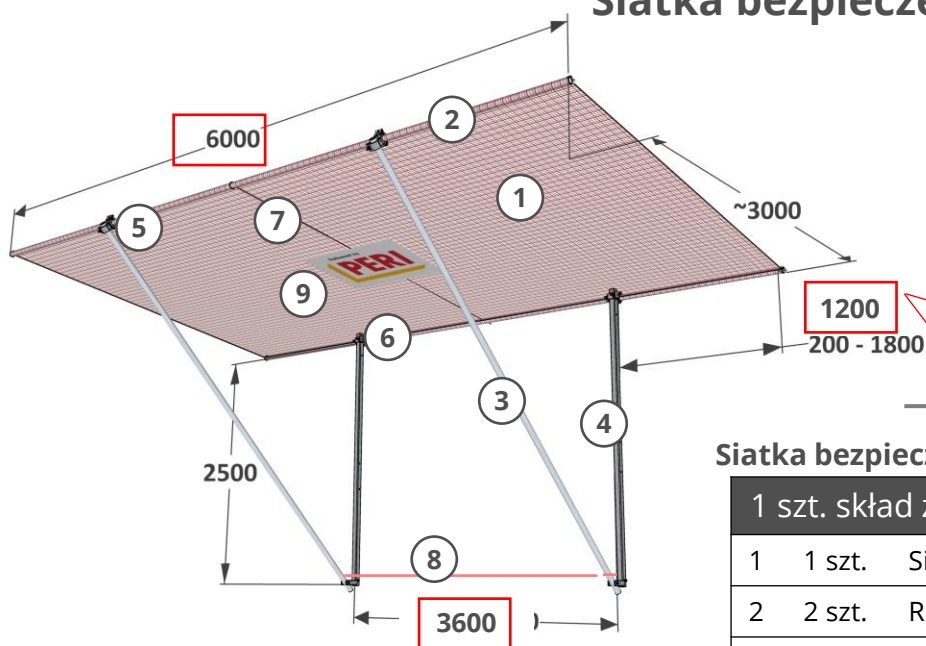 Siatka bezpiecze
6000
2
1
5
7
~3000
PERI
9
1200
6
200 - 1800
3
4
2500
Siatka bezpiecz
1 szt. skład z
8
1 1 szt. Si
3600
2 2 szt. R